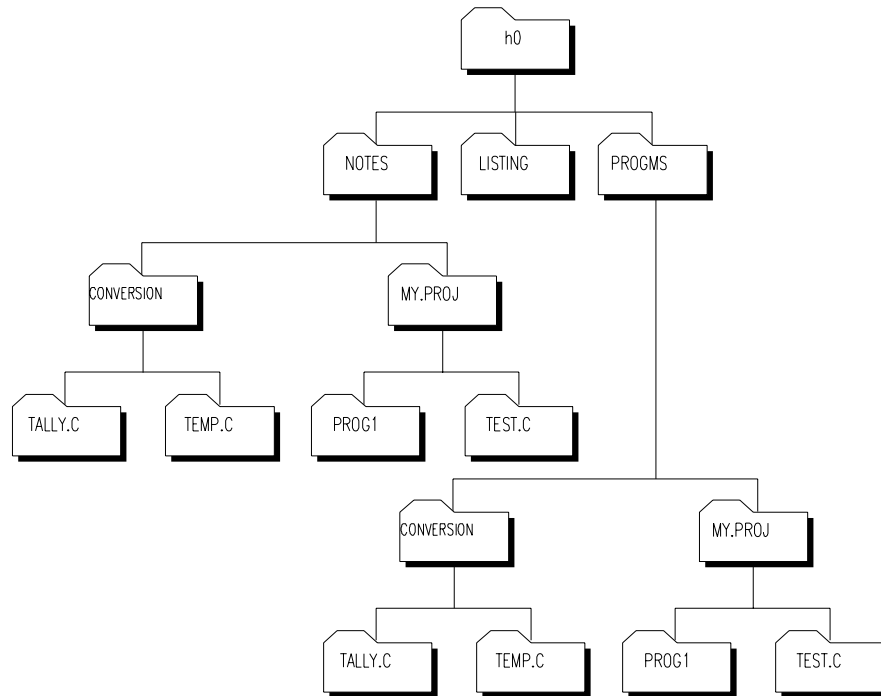 h0
NOTES
LISTING
PROGMS
CONVERSION
MY.PROJ
TALLY.C
TEMP.C
PROG1
TEST.C
CONVERSION
MY.PROJ
TALLY.C
TEMP.C
PROG1
TEST.C